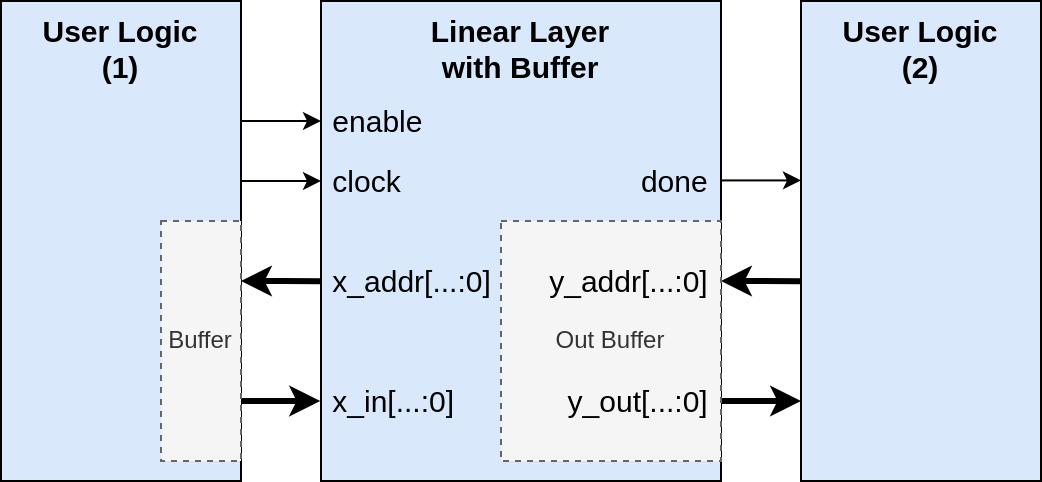 User Logic
(1)
Linear Layer
with Buffer
User Logic
(2)
enable
clock
done
x_addr[...:0]
y_addr[...:0]
Buffer
Out Buffer
x_in[...:0]
y_out[...:0]